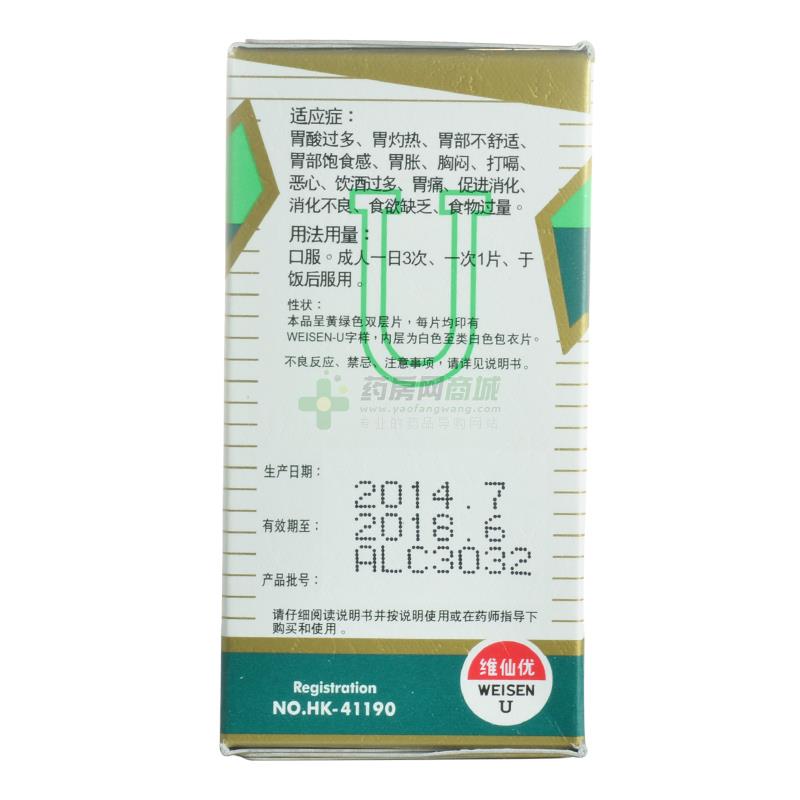 适应症：
胃酸过多、胃灼热、胃部不舒适、
胃部饱食感、胃胀、胸闷、打嗝、
恶心、饮酒过多、胃痛、促进消化、
消化不良、食欲缺乏、食物过量。
U
用法用量：
口服。成人一日3次、一次1片、于
饭后服用。
性状：
本品呈黄绿色双层片，每片均印有
WEISEN-U字样，内层为白色至类白色包衣片。
不良反应、禁忌、注意事项，请详见说明书。
药房网商城
www.yaofangwang.com
专业的药品导购网站
生产日期：
2014.7
有效期至：
2018.6
ALC3032
产品批号：
请仔细阅读说明书并按说明使用或在药师指导下
购买和使用。
Registration
NO.HK-41190
维仙优
WEISEN
U